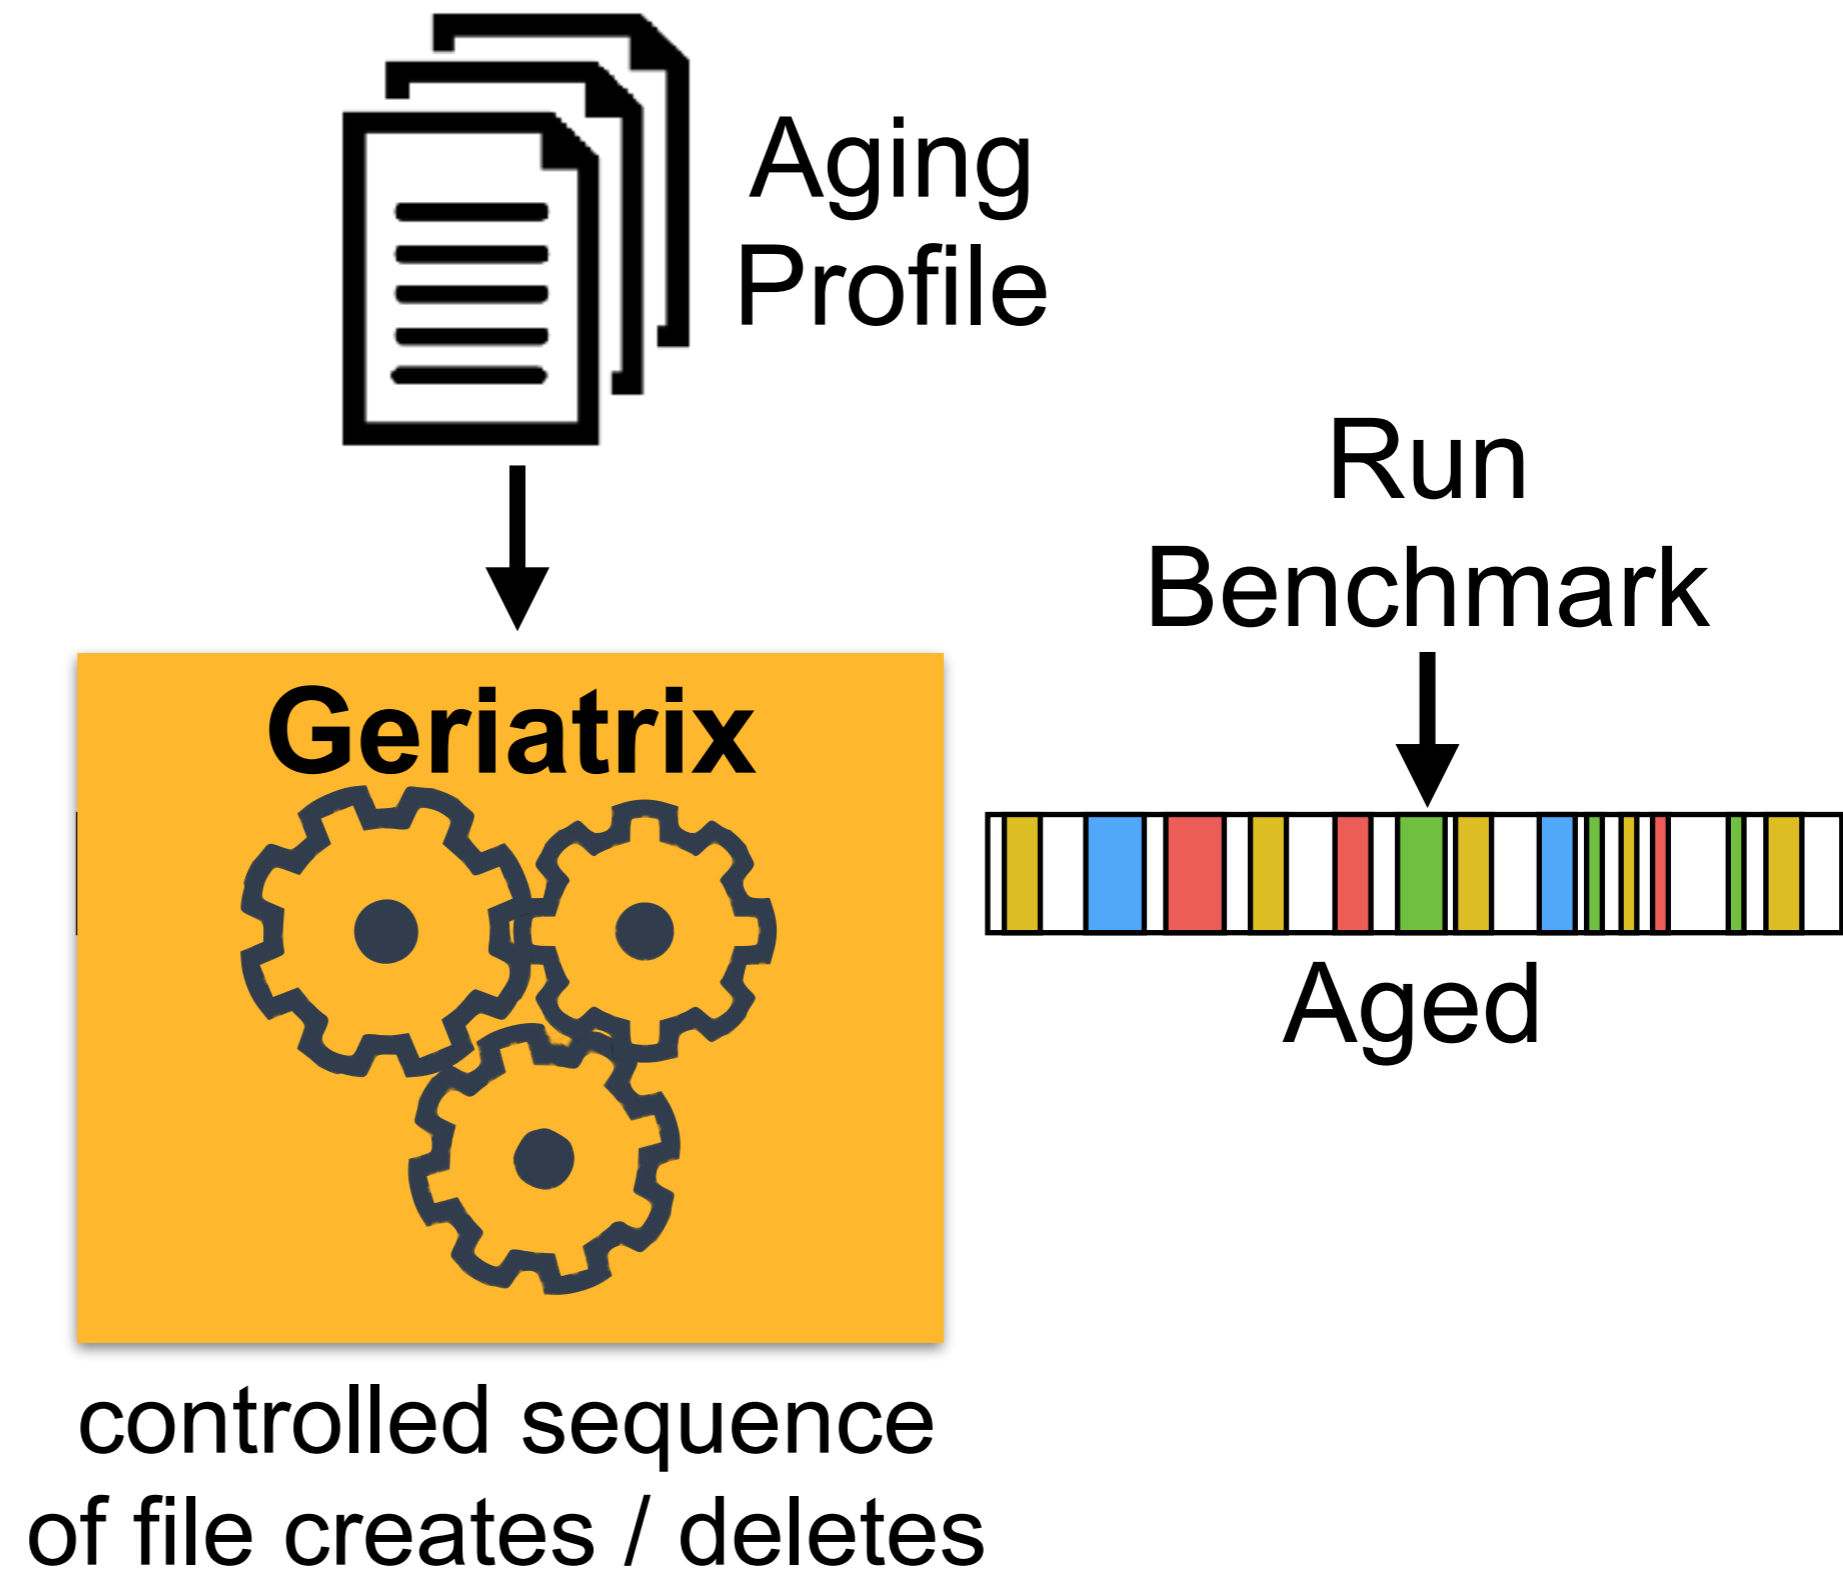 Aging
Profile
Run
Benchmark
Geriatrix
Aged
controlled sequence
of file creates / deletes